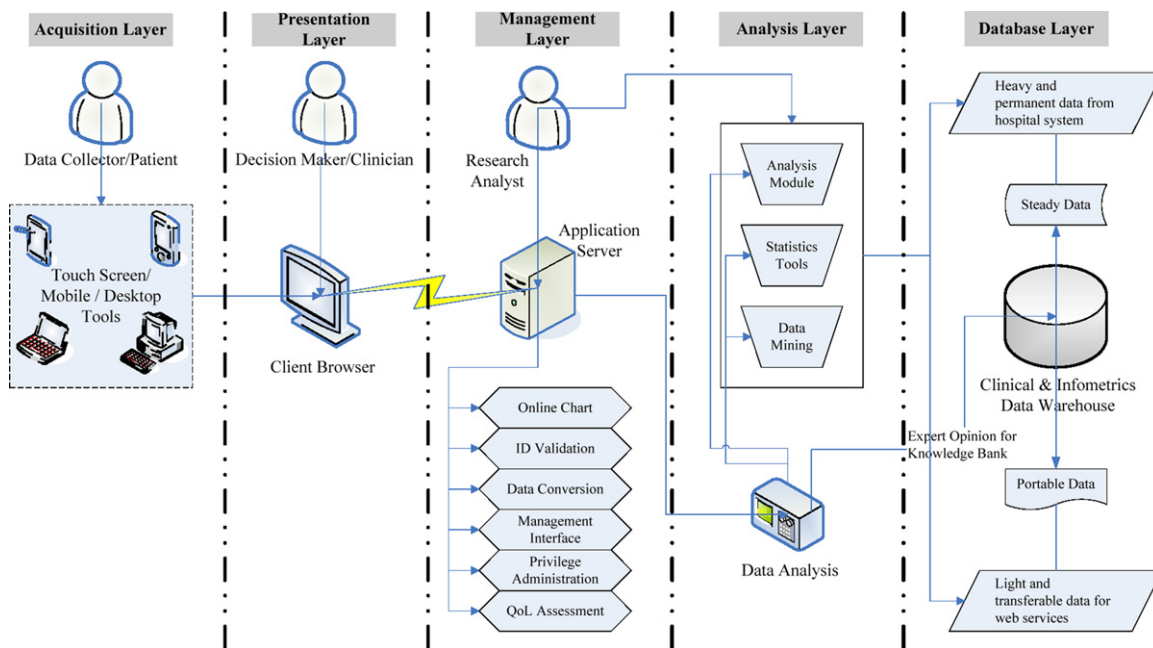 Acquisition Layer
Presentation
Layer
Management
Layer
Analysis Layer
Database Layer
Data Collector/Patient
Touch Screen/
Mobile / Desktop
Tools
Decision Maker/Clinician
Client Browser
Research
Analyst
Application
Server
Online Chart
ID Validation
Data Conversion
Management
Interface
Privilege
Administration
QoL Assessment
Analysis
Module
Statistics
Tools
Data
Mining
Data Analysis
Heavy and
permanent data from
hospital system
Steady Data
Clinical & Infometrics
Data Warehouse
Expert Opinion for
Knowledge Bank
Portable Data
Light and
transferable data for
web services